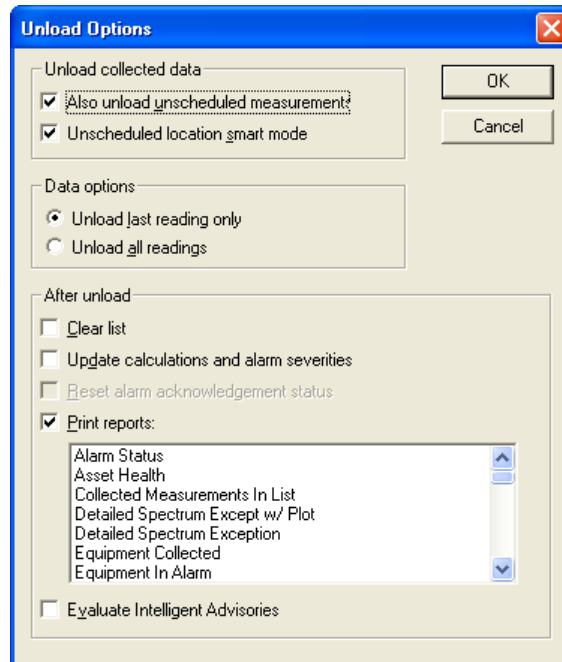 Unload Options
Unload collected data
Also unload unscheduled measurements
Unscheduled location smart mode
OK
Cancel
Data options
Unload last reading only
Unload all readings
After unload
Clear list
Update calculations and alarm severities
Reset alarm acknowledgement status
Print reports:
Alarm Status
Asset Health
Collected Measurements In List
Detailed Spectrum Except w/ Plot
Detailed Spectrum Exception
Equipment Collected
Equipment In Alarm
Evaluate Intelligent Advisories